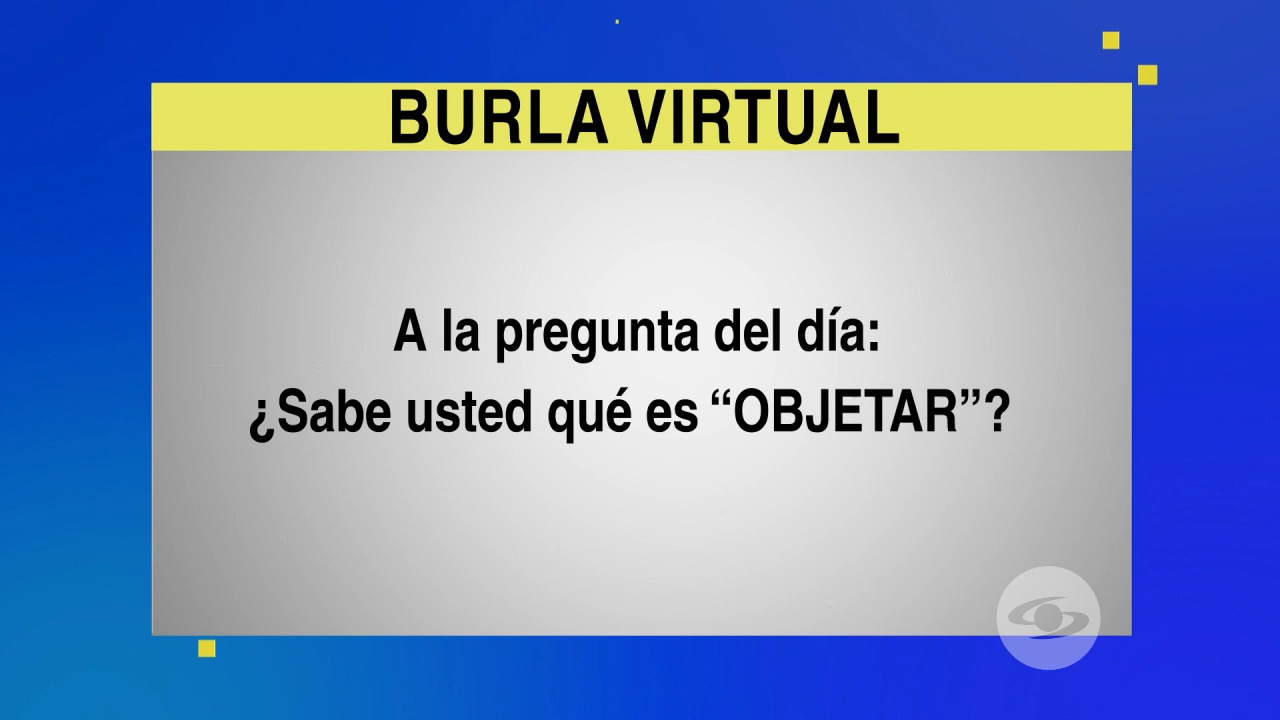 BURLA VIRTUAL
A la pregunta del día:
¿Sabe usted qué es “OBJETAR”?